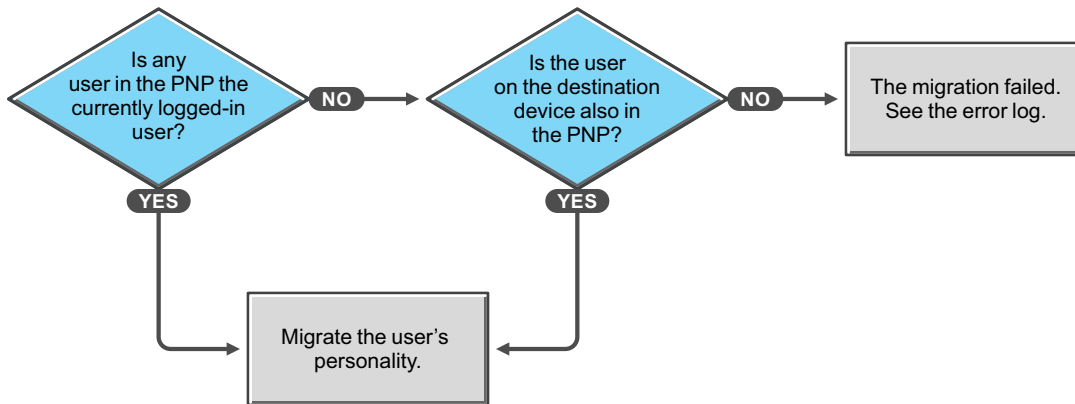 Is any
user in the PNP the
currently logged-in
user?
NO
Is the user
on the destination
device also in
the PNP?
NO
The migration failed.
See the error log.
YES
YES
Migrate the user's
personality.